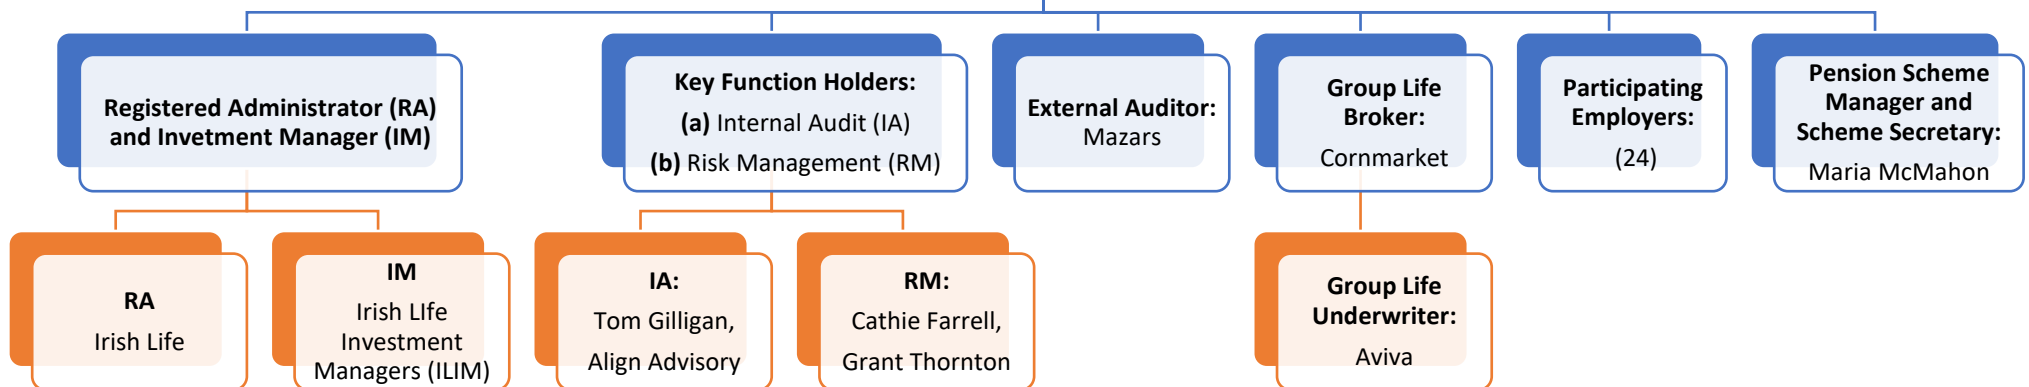 Registered Administrator (RA)
and Invetment Manager (IM)
Key Function Holders:
(a) Internal Audit (IA)
(b) Risk Management (RM)
External Auditor:
Mazars
Group Life
Broker:
Cornmarket
Participating
Employers:
(24)
Pension Scheme
Manager and
Scheme Secretary:
Maria McMahon
RA
Irish Life
IM
Irish LIfe
Investment
Managers (ILIM)
IA:
Tom Gilligan,
Align Advisory
RM:
Cathie Farrell,
Grant Thornton
Group Life
Underwriter:
Aviva